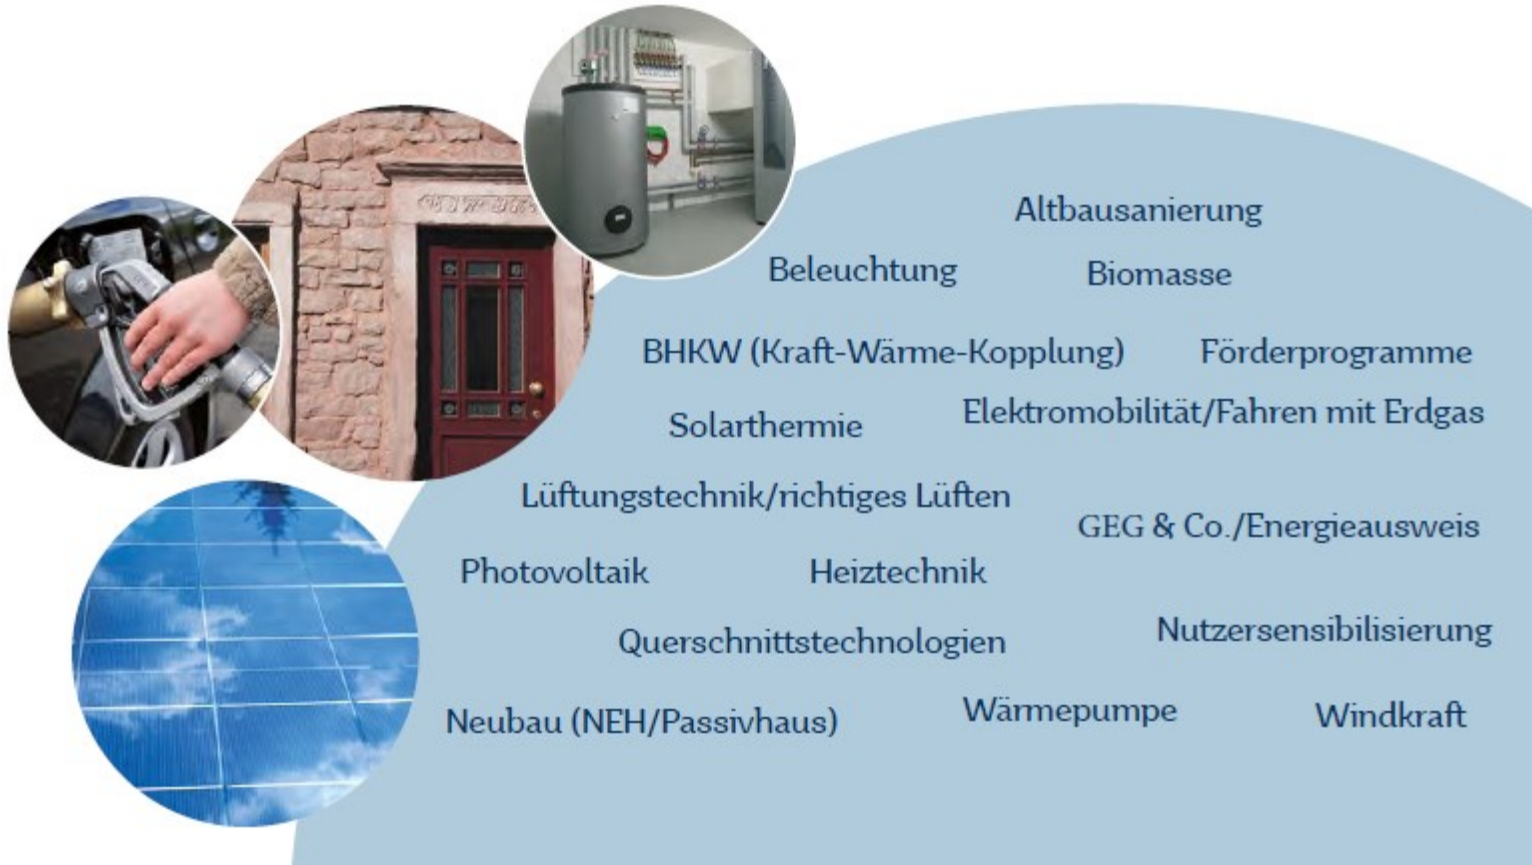 Altbausanierung
Beleuchtung
Biomasse
BHKW (Kraft-Wärme-Kopplung)
Förderprogramme
Solarthermie
Elektromobilität/Fahren mit Erdgas
Lüftungstechnik/richtiges Lüften
GEG & Co./Energieausweis
Photovoltaik
Heiztechnik
Querschnittstechnologien
Nutzersensibilisierung
Neubau (NEH/Passivhaus)
Wärmepumpe
Windkraft